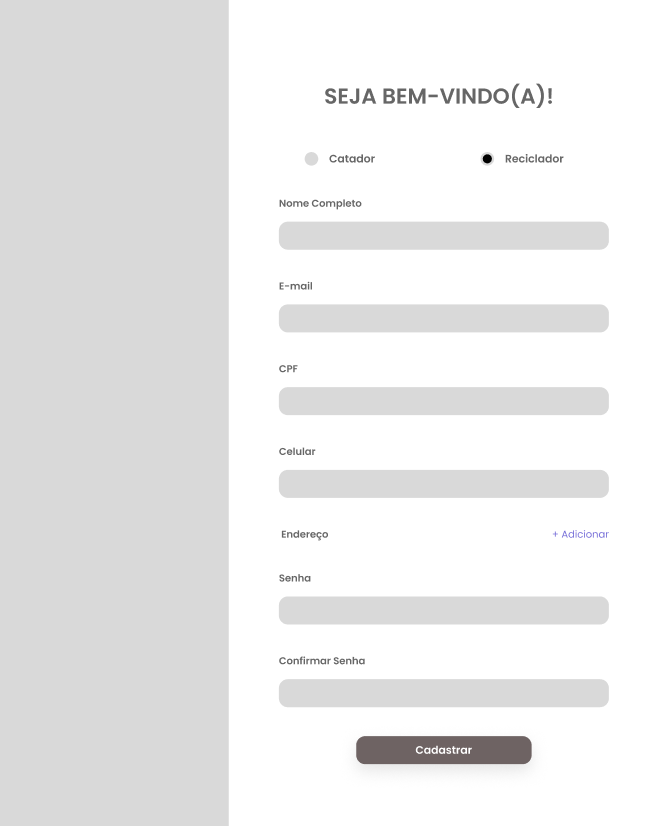 SEJA BEM-VINDO(A)!
Catador Reciclador
Nome Completo
E-mail
CPF
Celular
Endereço + Adicionar
Senha
Confirmar Senha
Cadastrar